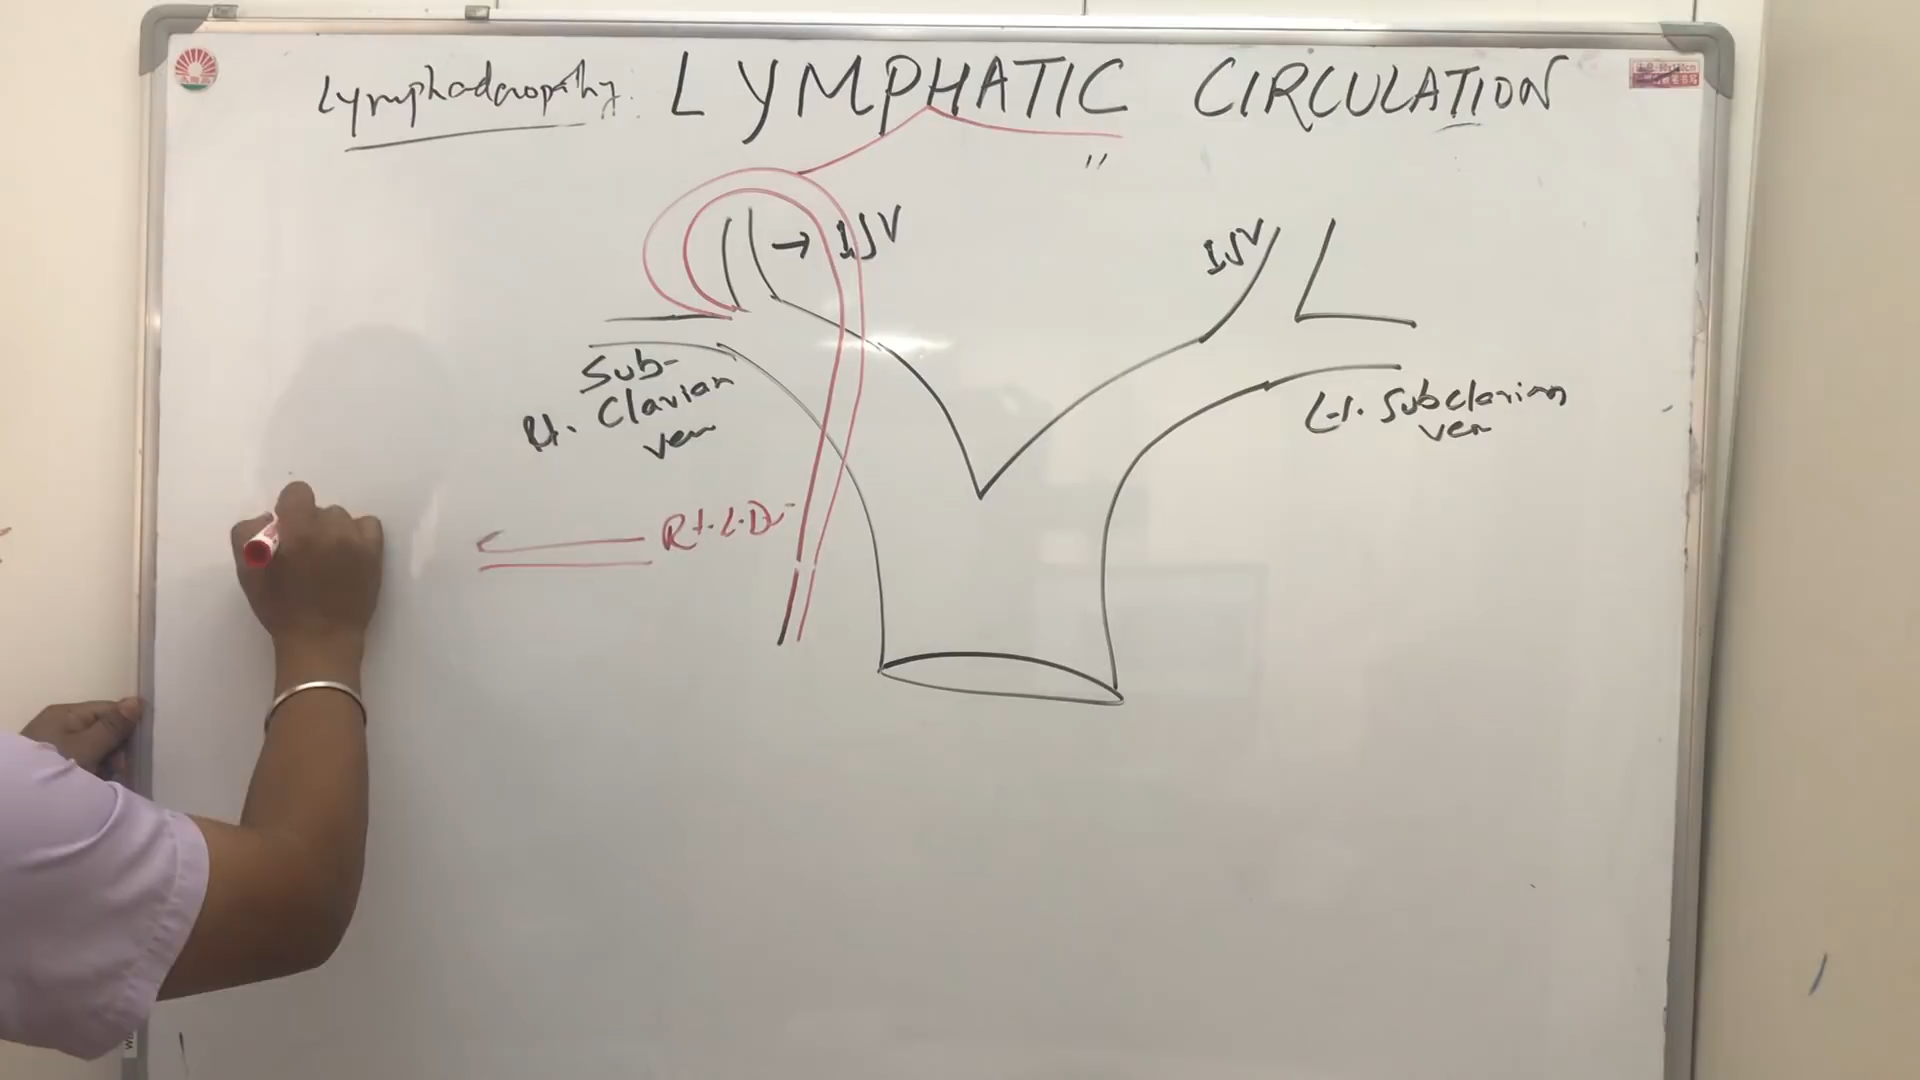 Lymphadenopathy: LYMPHATIC CIRCULATION
"
→ IJV
IJV
Sub-
Rt. Clavian
vein
Lt. Subclavian
vein
Rt. L. D